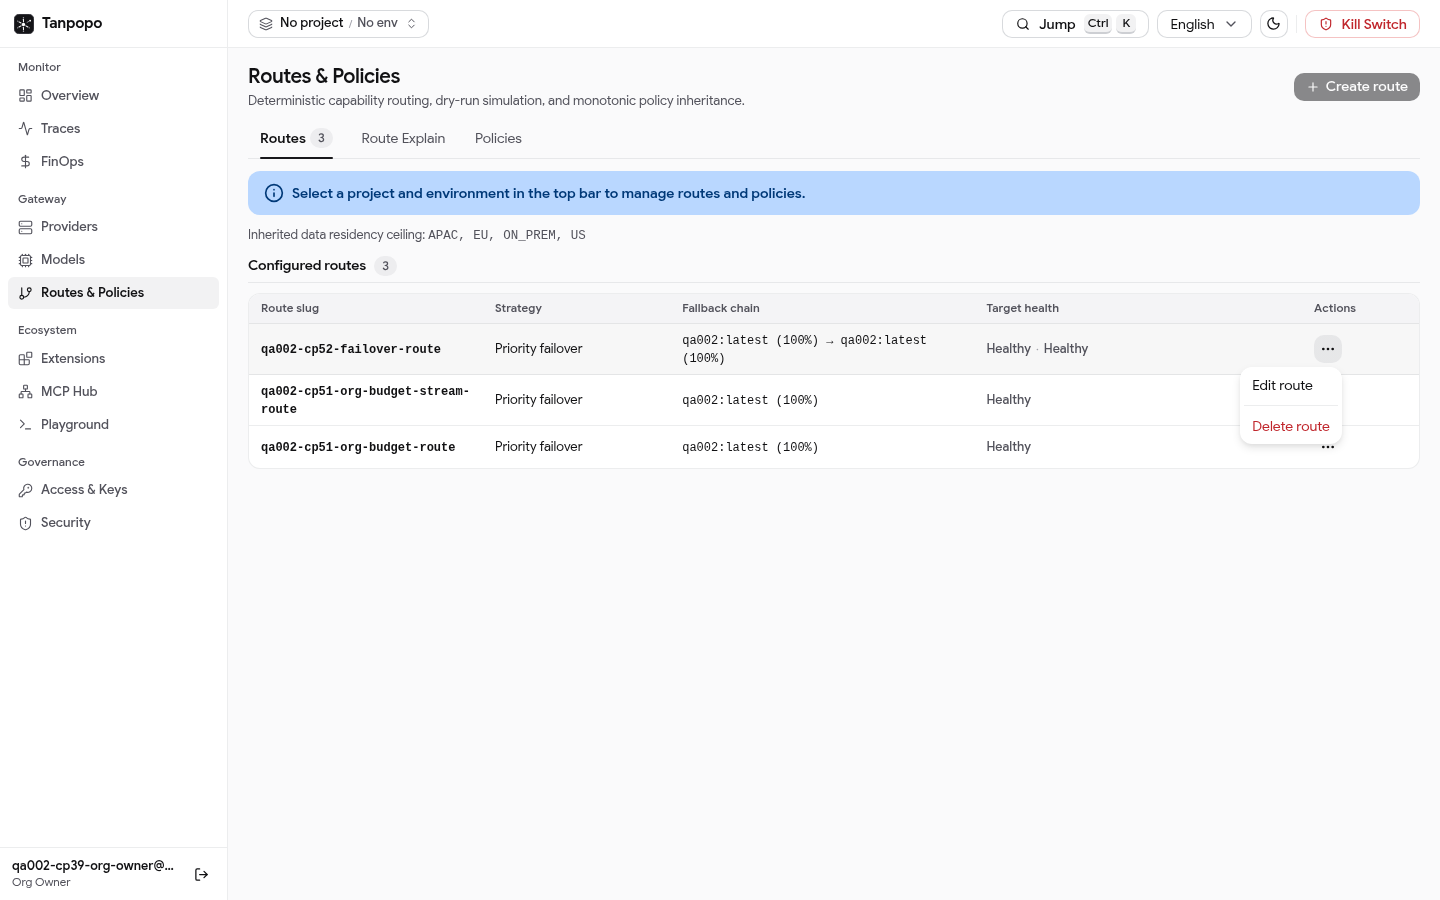 Tanpopo
No project / No env
Jump Ctrl K
English
Kill Switch
Monitor
Overview
Traces
FinOps
Gateway
Providers
Models
Routes & Policies
Ecosystem
Extensions
MCP Hub
Playground
Governance
Access & Keys
Security
qa002-cp39-org-owner@...
Org Owner
Routes & Policies
Deterministic capability routing, dry-run simulation, and monotonic policy inheritance.
+ Create route
Routes 3 Route Explain Policies
Select a project and environment in the top bar to manage routes and policies.
Inherited data residency ceiling: APAC, EU, ON_PREM, US
Configured routes 3
Route slug Strategy Fallback chain Target health Actions
qa002-cp52-failover-route Priority failover qa002:latest (100%) → qa002:latest
(100%) Healthy · Healthy
qa002-cp51-org-budget-stream-
route Priority failover qa002:latest (100%) Healthy
qa002-cp51-org-budget-route Priority failover qa002:latest (100%) Healthy
Edit route
Delete route